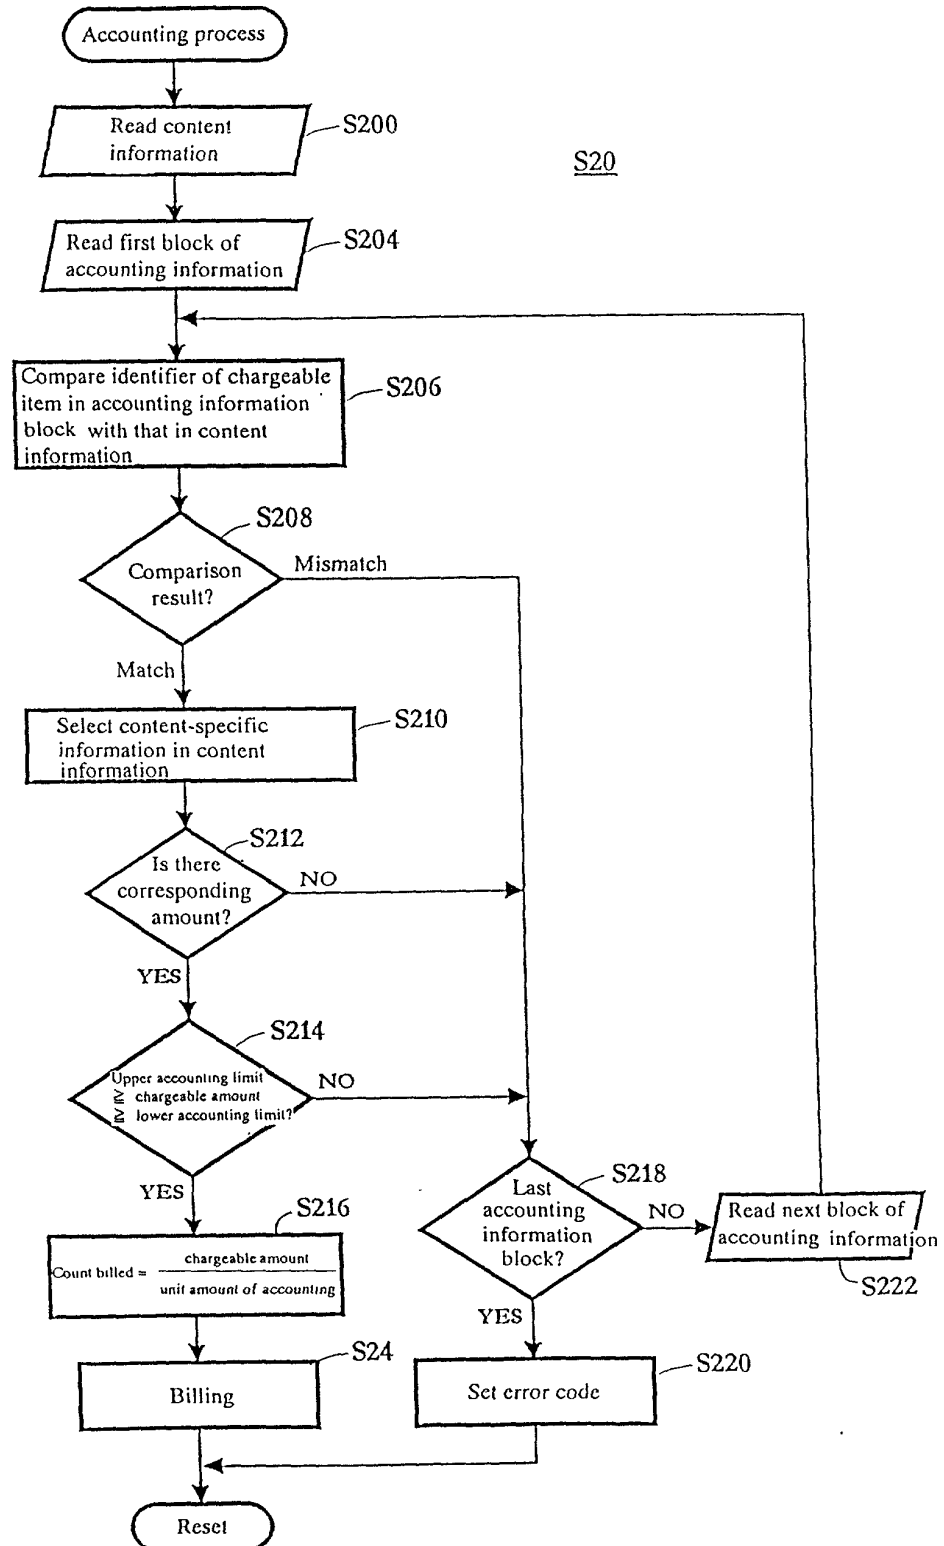 Accounting process
Read content
information
S200
S20
Read first block of
accounting information
S204
Compare identifier of chargeable
item in accounting information
block with that in content
information
S206
S208
Comparison
result?
Mismatch
Match
Select content-specific
information in content
information
S210
S212
Is there
corresponding
amount?
NO
YES
S214
Upper accounting limit
≧ chargeable amount
≧ lower accounting limit?
NO
YES
S216
Count billed = chargeable amount
unit amount of accounting
S218
Last
accounting
information
block?
NO
YES
Read next block of
accounting information
S222
S24
Billing
S220
Set error code
Reset